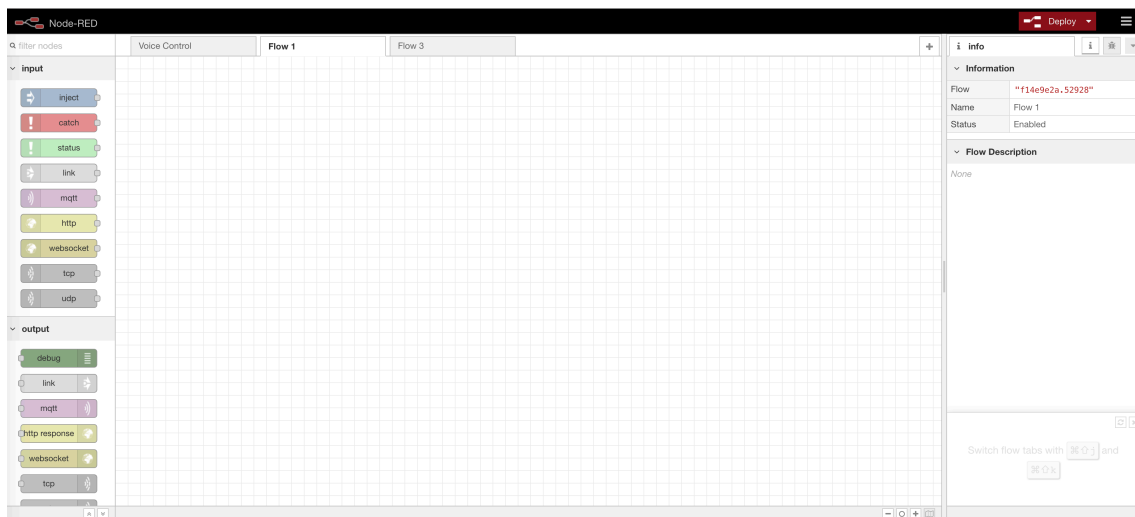 Node-RED
Deploy
filter nodes
Voice Control
Flow 1
Flow 3
i info
i
input
inject
catch
status
link
mqtt
http
websocket
tcp
udp
output
debug
link
mqtt
http response
websocket
tcp
Information
Flow "f14e9e2a.52928"
Name Flow 1
Status Enabled
Flow Description
None
Switch flow tabs with ⌘⇧j and
⌘⇧k